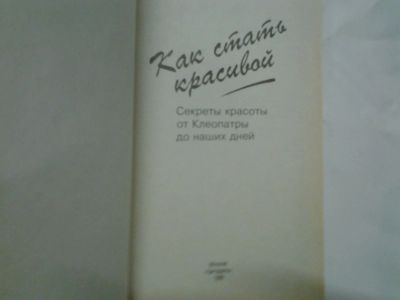 Как стать
красивой
Секреты красоты
от Клеопатры
до наших дней